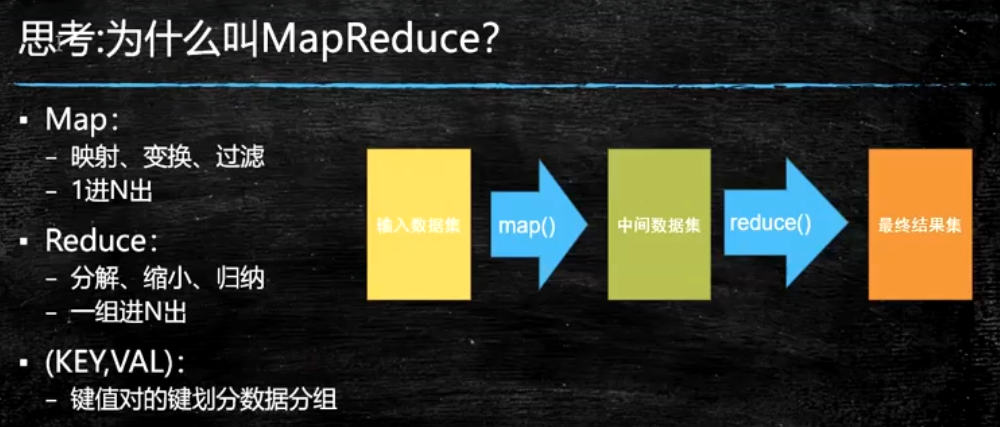 思考:为什么叫MapReduce?
▪ Map：
– 映射、变换、过滤
– 1进N出
▪ Reduce：
– 分解、缩小、归纳
– 一组进N出
▪ (KEY,VAL)：
– 键值对的键划分数据分组
输入数据集
map()
中间数据集
reduce()
最终结果集